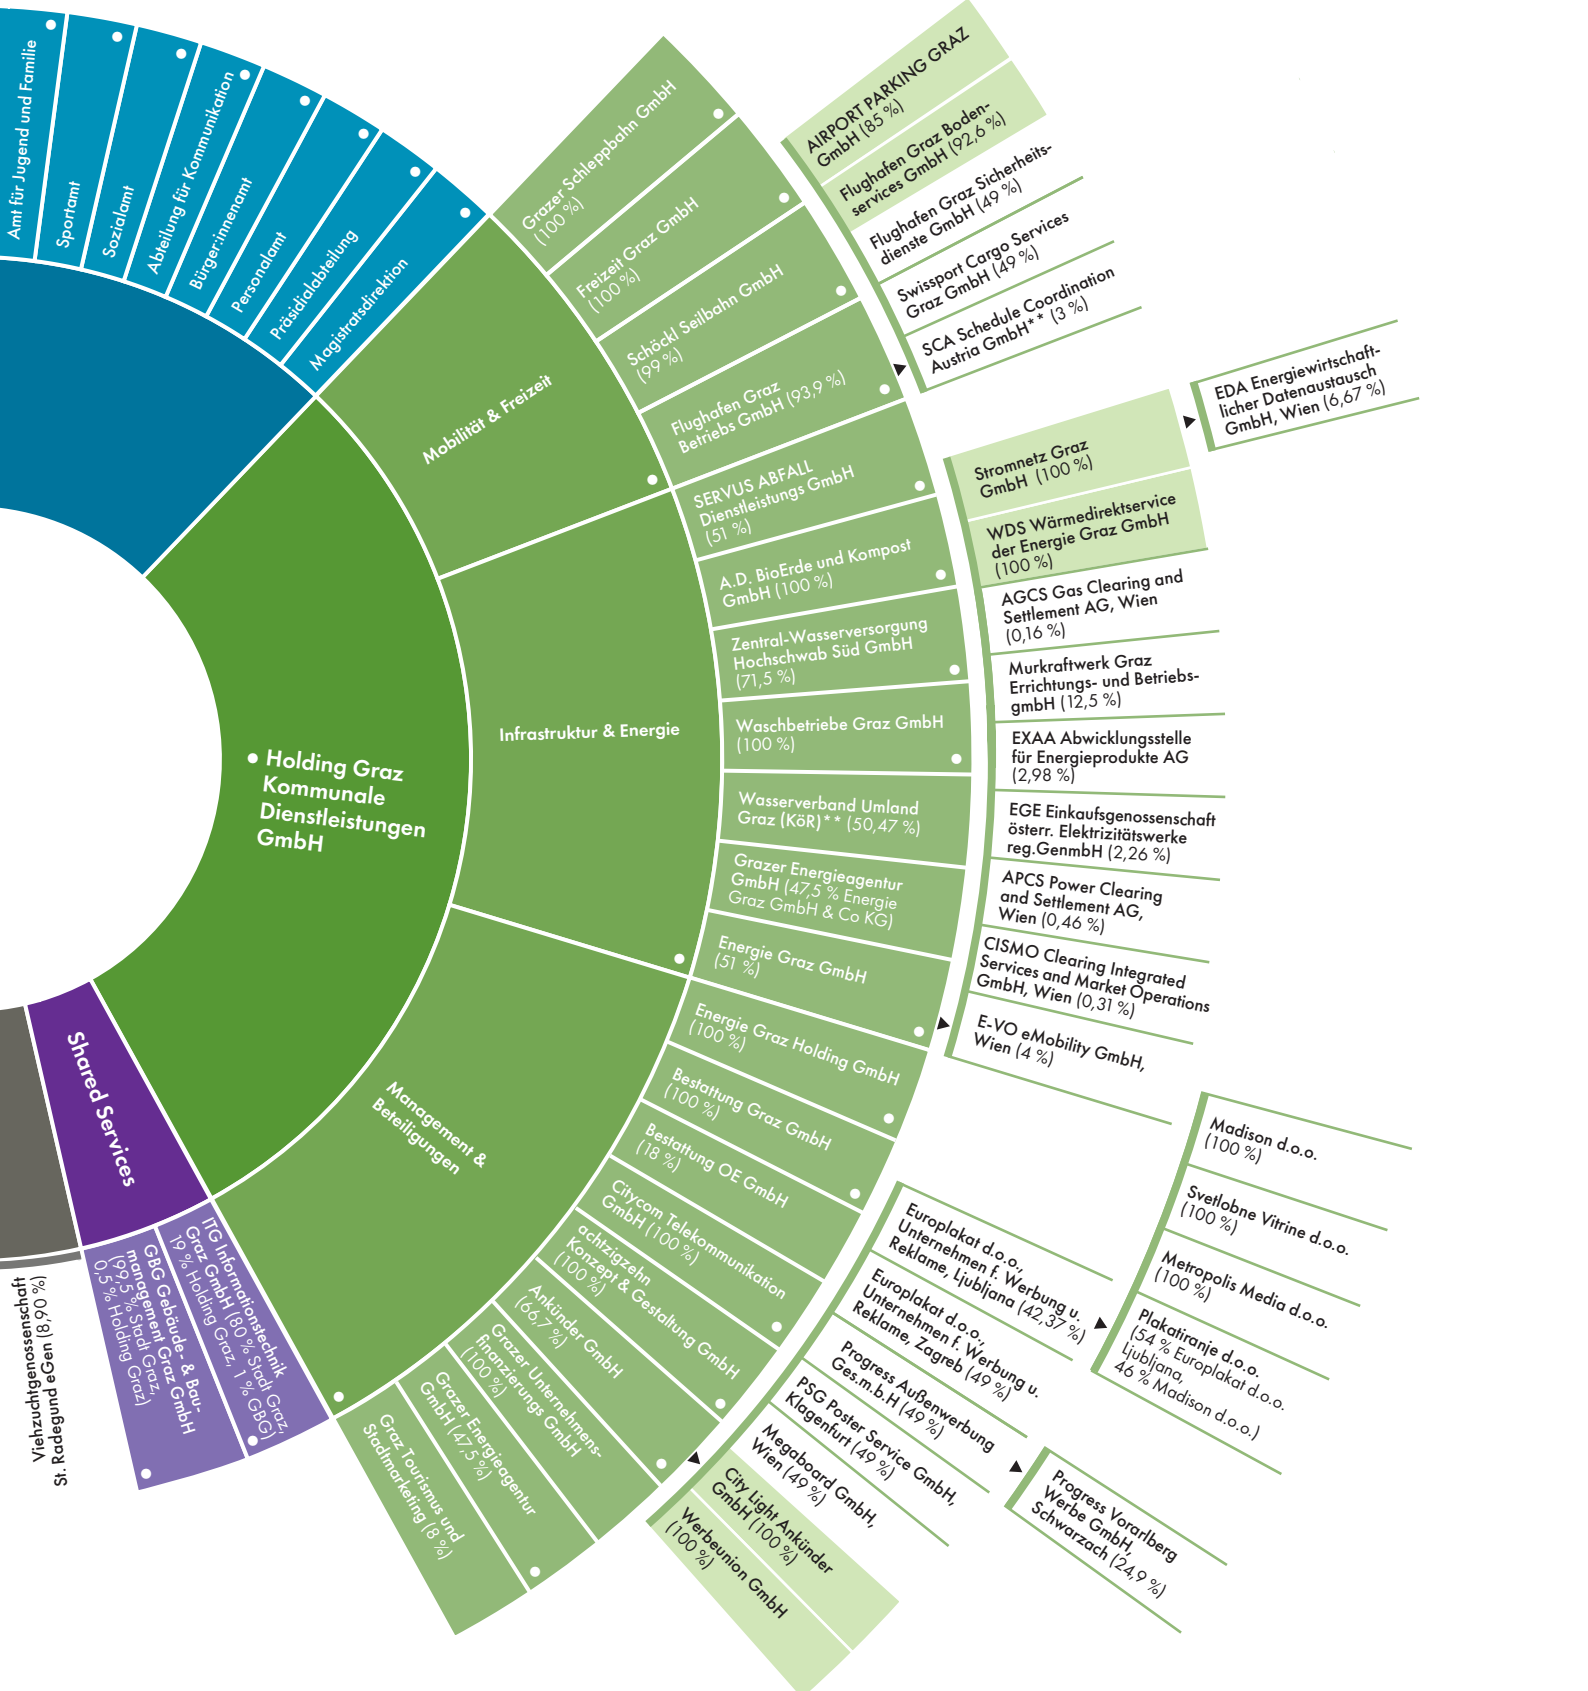 Amt für Jugend und Familie
Sportamt
Sozialamt
Abteilung für Kommunikation
Bürger:innenamt
Personalamt
Präsidialabteilung
Magistratsdirektion
Holding Graz
Kommunale
Dienstleistungen
GmbH
Mobilität & Freizeit
Grazer Schleppbahn GmbH
(100 %)
Freizeit Graz GmbH
(100 %)
Schöckl Seilbahn GmbH
(99 %)
Flughafen Graz
Betriebs GmbH (93,9 %)
AIRPORT PARKING GRAZ
GmbH (85 %)
Flughafen Graz Boden-
services GmbH (92,6 %)
Flughafen Graz Sicherheits-
dienste GmbH (49 %)
Swissport Cargo Services
Graz GmbH (49 %)
SCA Schedule Coordination
Austria GmbH** (3 %)
Infrastruktur & Energie
SERVUS ABFALL
Dienstleistungs GmbH
(51 %)
A.D. BioErde und Kompost
GmbH (100 %)
Zentral-Wasserversorgung
Hochschwab Süd GmbH
(71,5 %)
Waschbetriebe Graz GmbH
(100 %)
Wasserverband Umland
Graz (KöR)** (50,47 %)
Grazer Energieagentur
GmbH (47,5 % Energie
Graz GmbH & Co KG)
Energie Graz GmbH
(51 %)
Stromnetz Graz
GmbH (100 %)
EDA Energiewirtschaft-
licher Datenaustausch
GmbH, Wien (6,67 %)
WDS Wärmedirektservice
der Energie Graz GmbH
(100 %)
AGCS Gas Clearing and
Settlement AG, Wien
(0,16 %)
Murkraftwerk Graz
Errichtungs- und Betriebs-
gmbH (12,5 %)
EXAA Abwicklungsstelle
für Energieprodukte AG
(2,98 %)
EGE Einkaufsgenossenschaft
österr. Elektrizitätswerke
reg.GenmbH (2,26 %)
APCS Power Clearing
and Settlement AG,
Wien (0,46 %)
CISMO Clearing Integrated
Services and Market Operations
GmbH, Wien (0,31 %)
E-VO eMobility GmbH,
Wien (4 %)
Management &
Beteiligungen
Energie Graz Holding GmbH
(100 %)
Bestattung Graz GmbH
(100 %)
Bestattung OE GmbH
(18 %)
Citycom Telekommunikation
GmbH (100 %)
achtzigzehn
Konzept & Gestaltung GmbH
(100 %)
Ankünder GmbH
(66,7 %)
Grazer Unternehmens-
finanzierungs GmbH
(100 %)
Grazer Energieagentur
GmbH (47,5 %)
Graz Tourismus und
Stadtmarketing (8 %)
Europlakat d.o.o.,
Unternehmen f. Werbung u.
Reklame, Ljubljana (42,37 %)
Europlakat d.o.o.,
Unternehmen f. Werbung u.
Reklame, Zagreb (49 %)
Progress Außenwerbung
Ges.m.b.H (49 %)
PSG Poster Service GmbH,
Klagenfurt (49 %)
Megaboard GmbH,
Wien (49 %)
City Light Ankünder
GmbH (100 %)
Werbeunion GmbH
(100 %)
Madison d.o.o.
(100 %)
Svetlobne Vitrine d.o.o.
(100 %)
Metropolis Media d.o.o.
(100 %)
Plakatiranje d.o.o.
(54 % Europlakat d.o.o.
Ljubljana,
46 % Madison d.o.o.)
Progress Vorarlberg
Werbe GmbH,
Schwarzach (24,9 %)
Shared Services
ITG Informationstechnik
Graz GmbH (80 % Stadt Graz,
19 % Holding Graz, 1 % GBG)
GBG Gebäude- & Bau-
management Graz GmbH
(99,5 % Stadt Graz,
0,5 % Holding Graz)
Viehzuchtgenossenschaft
St. Radegund eGen (8,90 %)